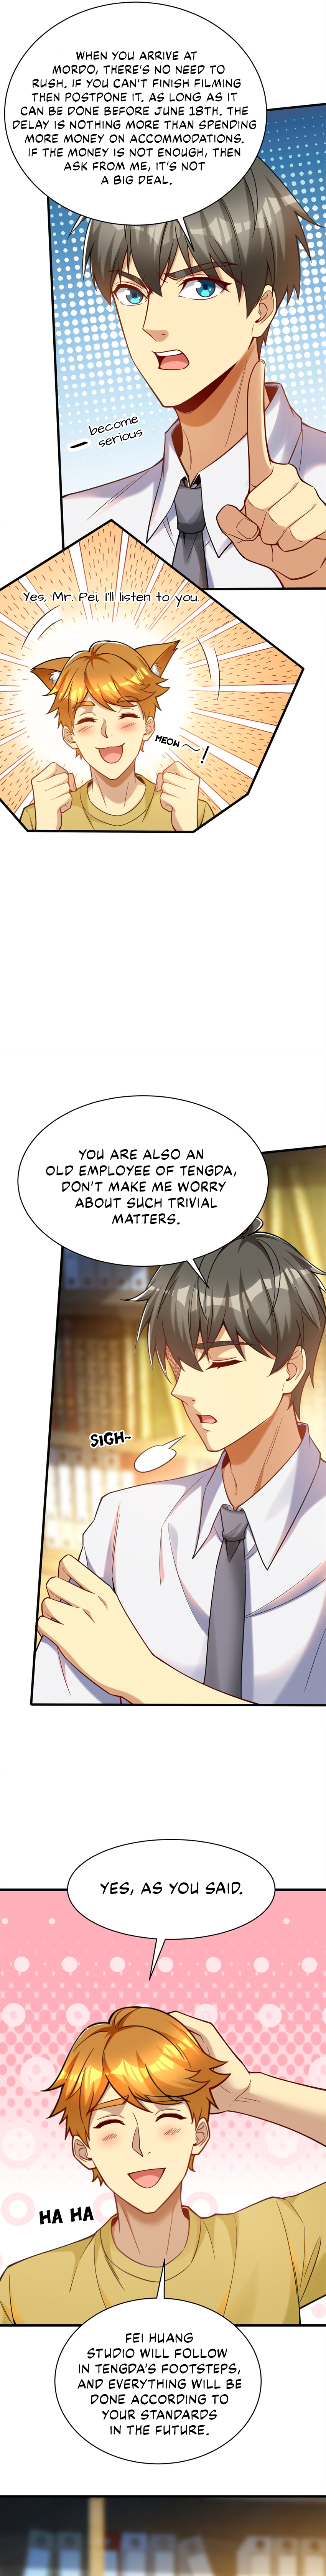 WHEN YOU ARRIVE AT
MORDO, THERE'S NO NEED TO
RUSH. IF YOU CAN'T FINISH FILMING
THEN POSTPONE IT. AS LONG AS IT
CAN BE DONE BEFORE JUNE 18TH. THE
DELAY IS NOTHING MORE THAN SPENDING
MORE MONEY ON ACCOMMODATIONS.
IF THE MONEY IS NOT ENOUGH, THEN
ASK FROM ME, IT'S NOT
A BIG DEAL.
become
serious
Yes, Mr. Pei, I'll listen to you.
MEOW ~!
YOU ARE ALSO AN
OLD EMPLOYEE OF TENGDA,
DON'T MAKE ME WORRY
ABOUT SUCH TRIVIAL
MATTERS.
SIGH~
YES, AS YOU SAID.
HA HA
FEI HUANG
STUDIO WILL FOLLOW
IN TENGDA'S FOOTSTEPS,
AND EVERYTHING WILL BE
DONE ACCORDING TO
YOUR STANDARDS
IN THE FUTURE.